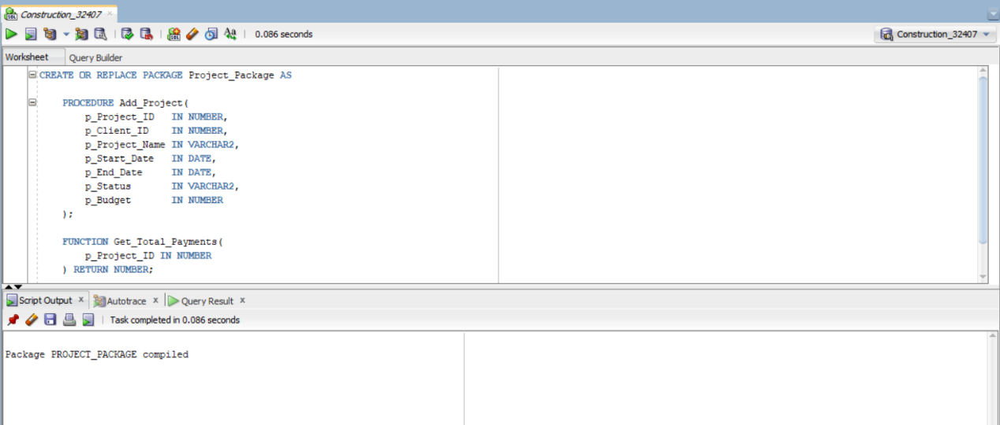 Construction_32407
0.086 seconds
Construction_32407
Worksheet
Query Builder
CREATE OR REPLACE PACKAGE Project_Package AS
PROCEDURE Add_Project(
p_Project_ID IN NUMBER,
p_Client_ID IN NUMBER,
p_Project_Name IN VARCHAR2,
p_Start_Date IN DATE,
p_End_Date IN DATE,
p_Status IN VARCHAR2,
p_Budget IN NUMBER
);
FUNCTION Get_Total_Payments(
p_Project_ID IN NUMBER
) RETURN NUMBER;
Script Output x
Autotrace x
Query Result x
Task completed in 0.086 seconds
Package PROJECT_PACKAGE compiled